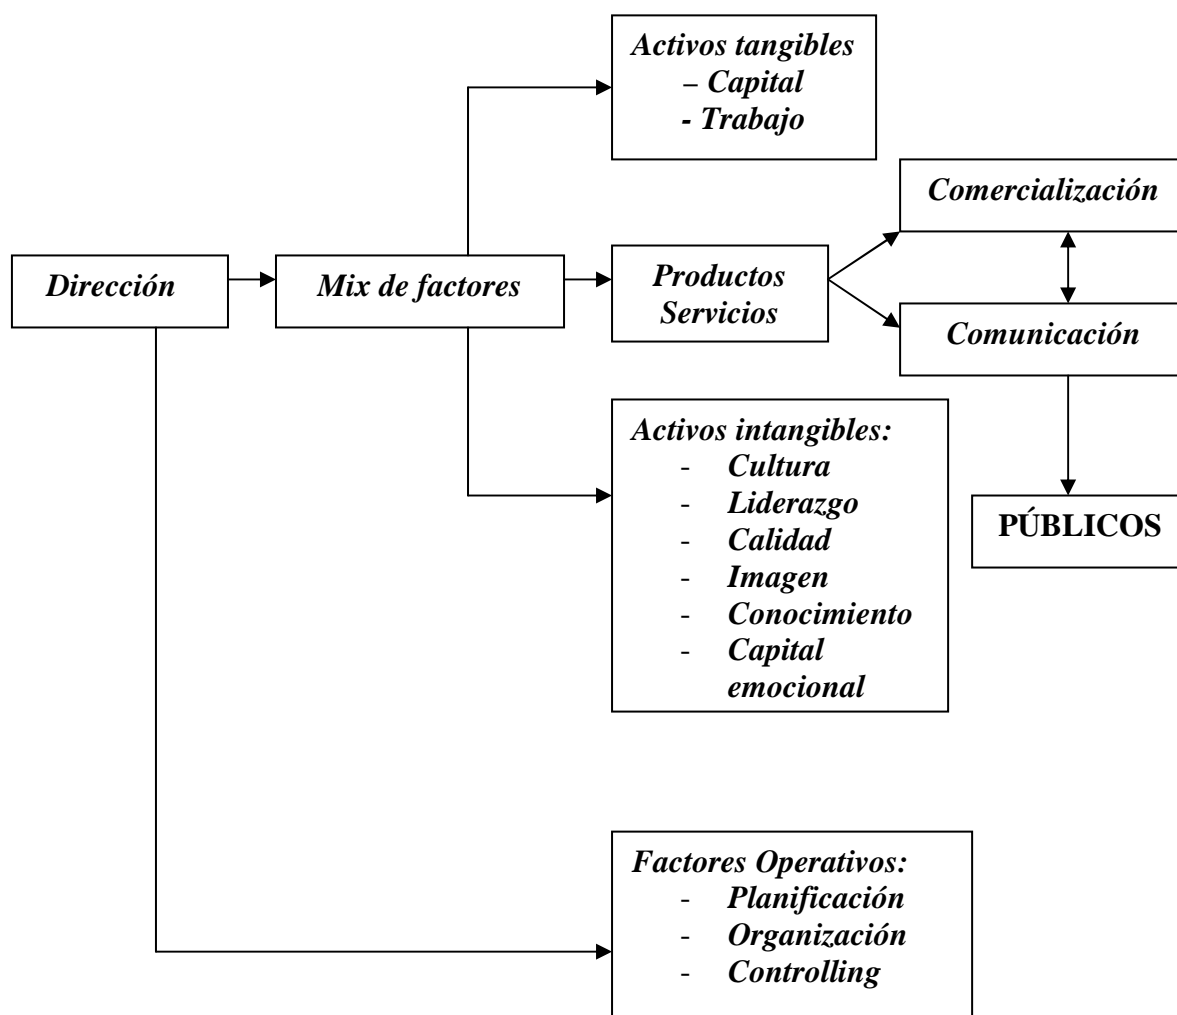 Activos tangibles
– Capital
- Trabajo
Comercialización
Dirección
Mix de factores
Productos
Servicios
Comunicación
Activos intangibles:
- Cultura
- Liderazgo
- Calidad
- Imagen
- Conocimiento
- Capital
emocional
PÚBLICOS
Factores Operativos:
- Planificación
- Organización
- Controlling